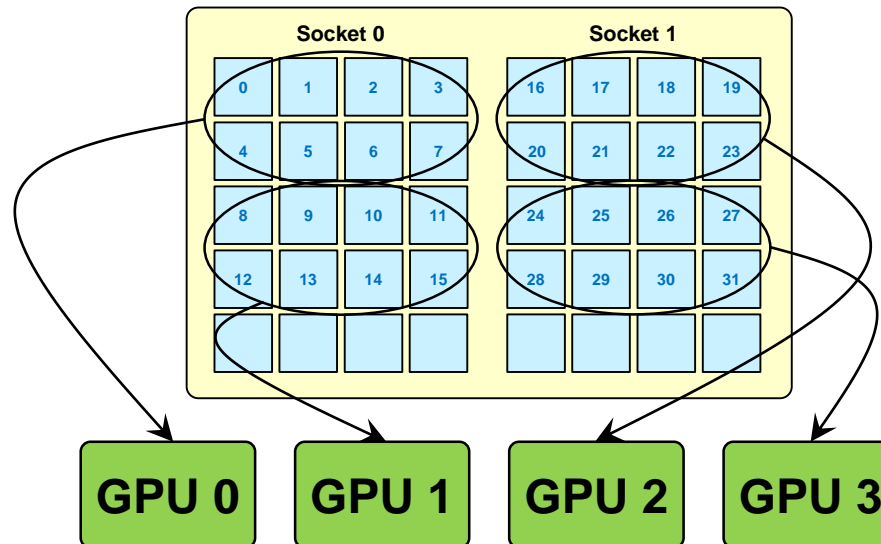 Socket 0 Socket 1
0 1 2 3 16 17 18 19
4 5 6 7 20 21 22 23
8 9 10 11 24 25 26 27
12 13 14 15 28 29 30 31
GPU 0 GPU 1 GPU 2 GPU 3